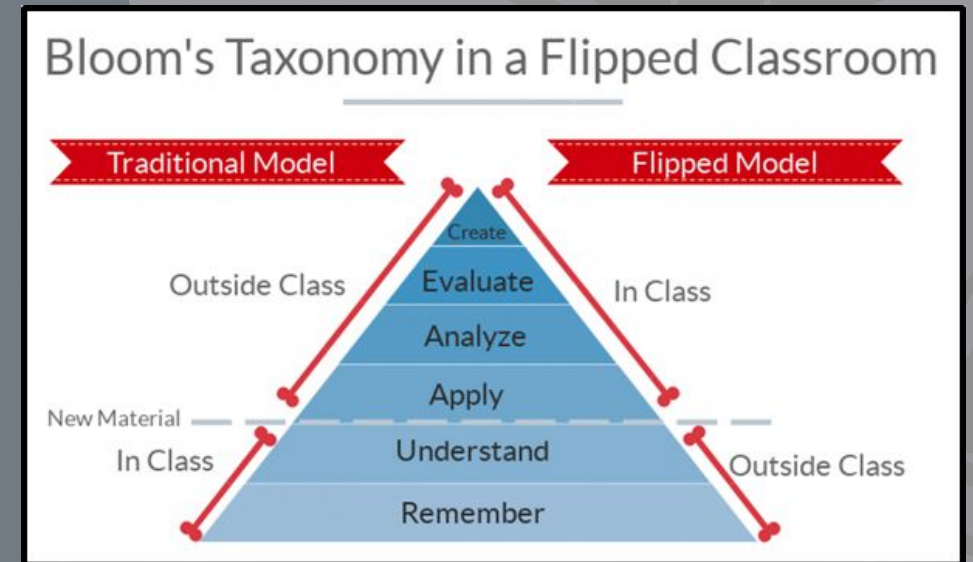 Bloom's Taxonomy in a Flipped Classroom
Traditional Model
Flipped Model
Create
Outside Class
Evaluate
In Class
Analyze
Apply
New Material
In Class
Understand
Outside Class
Remember